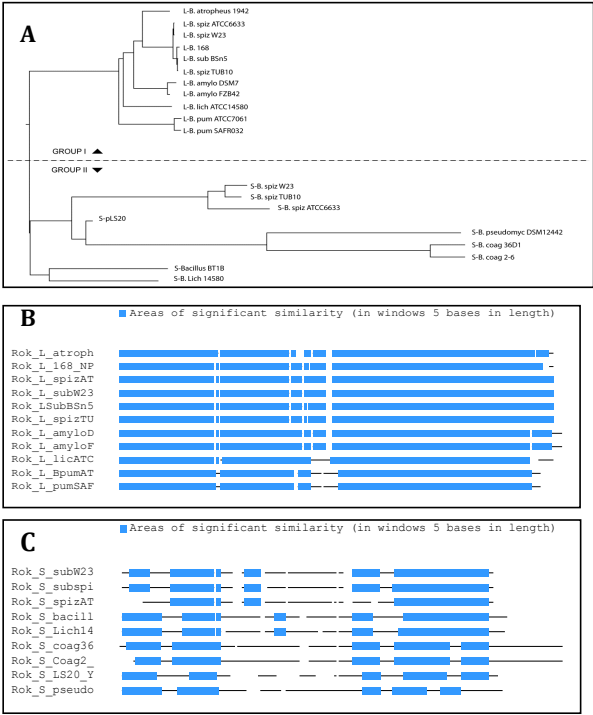 A
L-B. atropheus 1942
L-B. spiz ATCC6633
L-B. spiz W23
L-B. 168
L-B. sub BSn5
L-B. spiz TUB10
L-B. amylo DSM7
L-B. amylo FZB42
L-B. lich ATCC14580
L-B. pum ATCC7061
L-B. pum SAFR032
GROUP I
GROUP II
S-B. spiz W23
S-B. spiz TUB10
S-B. spiz ATCC6633
S-pLS20
S-B. pseudomyc DSM12442
S-B. coag 36D1
S-B. coag 2-6
S-Bacillus BT1B
S-B. Lich 14580
B
Areas of significant similarity (in windows 5 bases in length)
Rok_L_atroph
Rok_L_168_NP
Rok_L_spizAT
Rok_L_subW23
Rok_LSubBSn5
Rok_L_spizTU
Rok_L_amyloD
Rok_L_amyloF
Rok_L_licATC
Rok_L_BpumAT
Rok_L_pumSAF
C
Areas of significant similarity (in windows 5 bases in length)
Rok_S_subW23
Rok_S_subspi
Rok_S_spizAT
Rok_S_bacill
Rok_S_Lich14
Rok_S_coag36
Rok_S_Coag2_
Rok_S_LS20_Y
Rok_S_pseudo